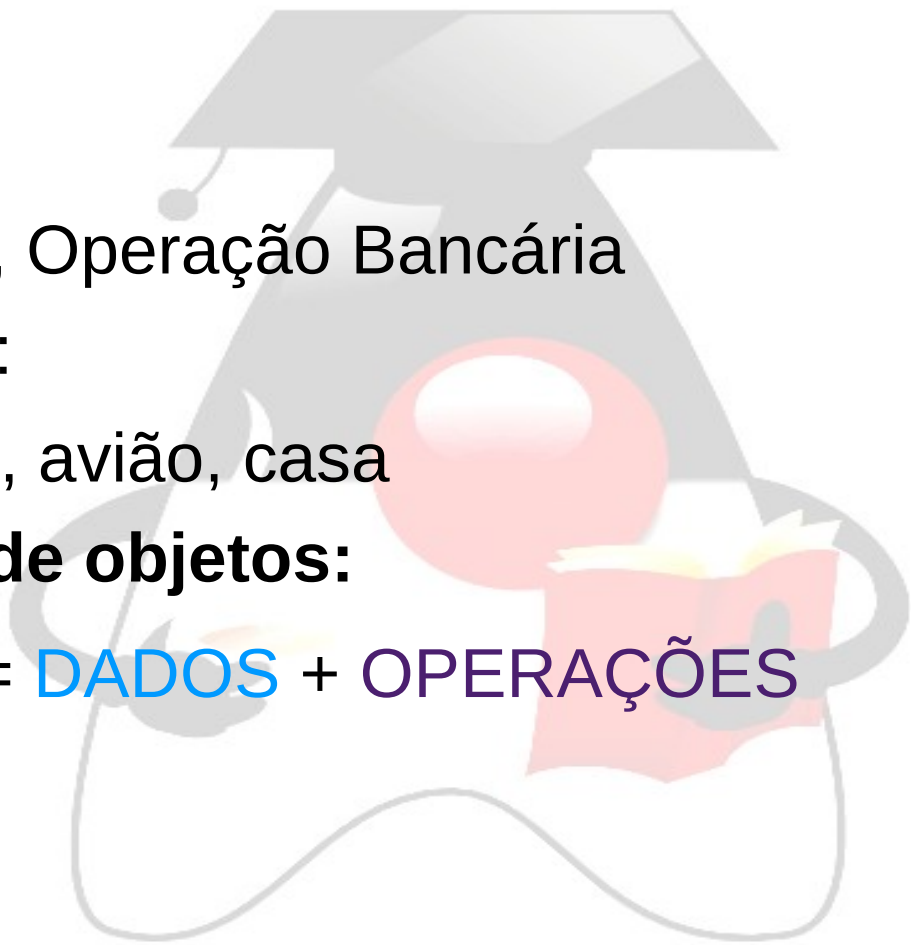 , Operação Bancária
:
, avião, casa
de objetos:
= DADOS + OPERAÇÕES